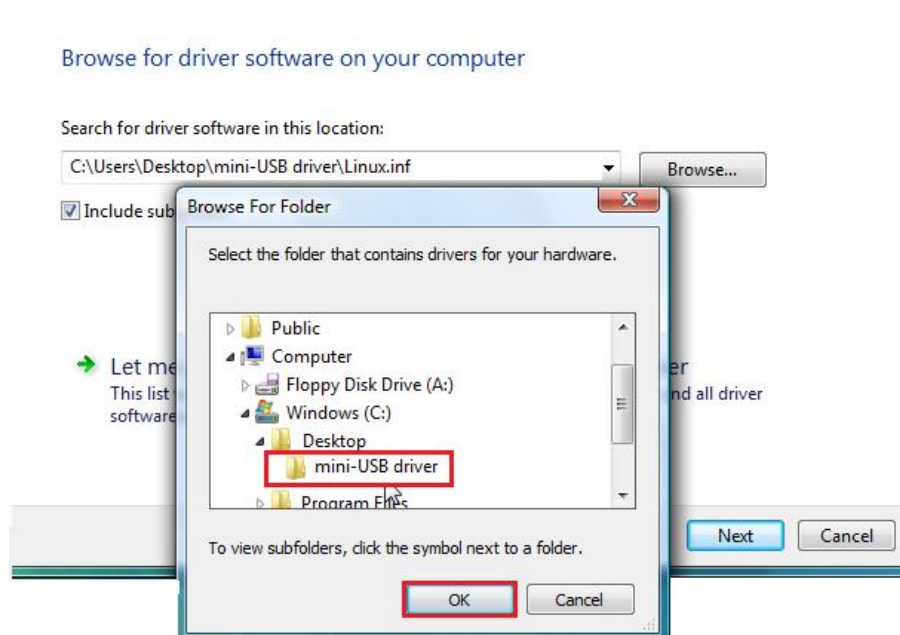 Browse for driver software on your computer
Search for driver software in this location:
C:\Users\Desktop\mini-USB driver\Linux.inf
Browse...
Include sub
Browse For Folder
Select the folder that contains drivers for your hardware.
Public
Computer
Floppy Disk Drive (A:)
Windows (C:)
Desktop
mini-USB driver
Program Files
Let me
er
This list
nd all driver
software
To view subfolders, click the symbol next to a folder.
OK
Cancel
Next
Cancel